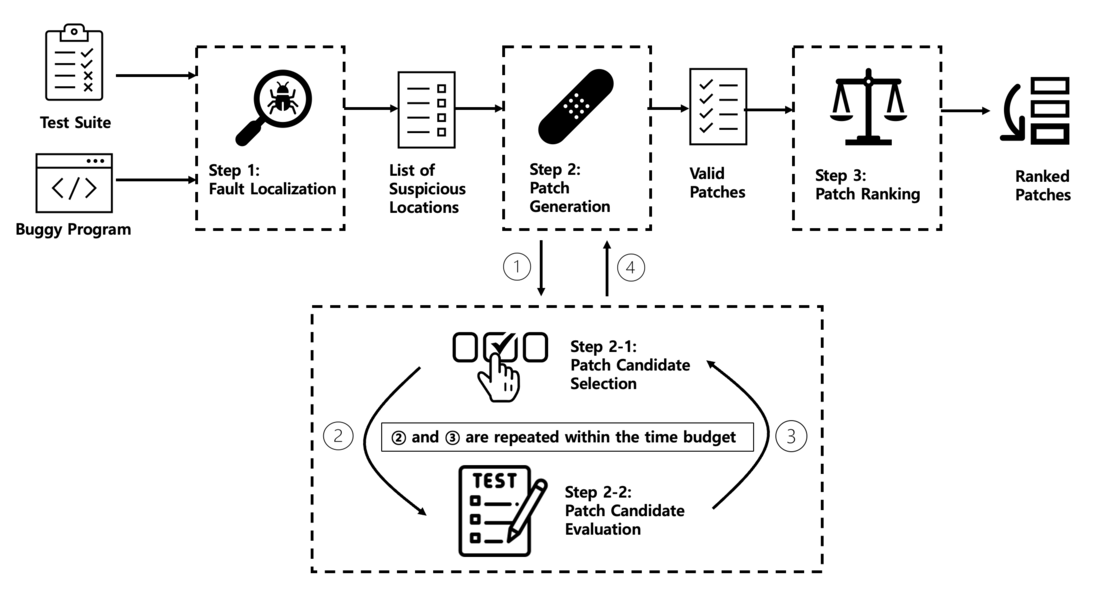 Test Suite
</>
Buggy Program
Step 1:
Fault Localization
List of
Suspicious
Locations
Step 2:
Patch
Generation
Valid
Patches
Step 3:
Patch Ranking
Ranked
Patches
①
④
Step 2-1:
Patch Candidate
Selection
②
② and ③ are repeated within the time budget
③
TEST
Step 2-2:
Patch Candidate
Evaluation